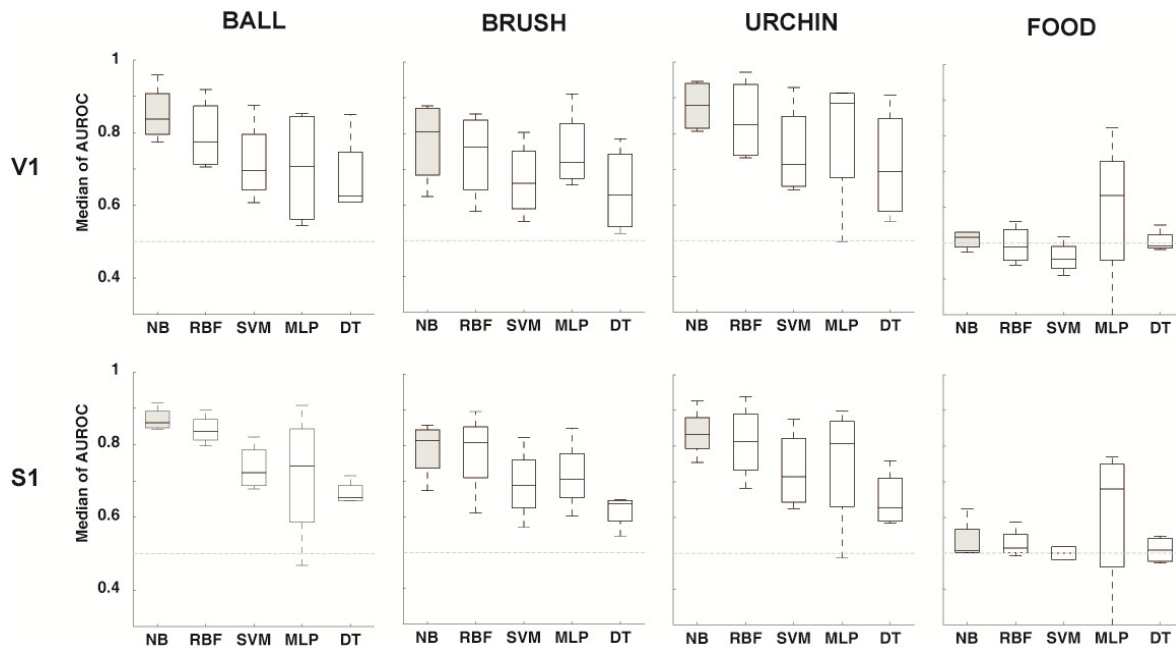 BALL BRUSH URCHIN FOOD
V1
Median of AUROC
1
0.8
0.6
0.4
NB RBF SVM MLP DT NB RBF SVM MLP DT NB RBF SVM MLP DT NB RBF SVM MLP DT
S1
Median of AUROC
1
0.8
0.6
0.4
NB RBF SVM MLP DT NB RBF SVM MLP DT NB RBF SVM MLP DT NB RBF SVM MLP DT